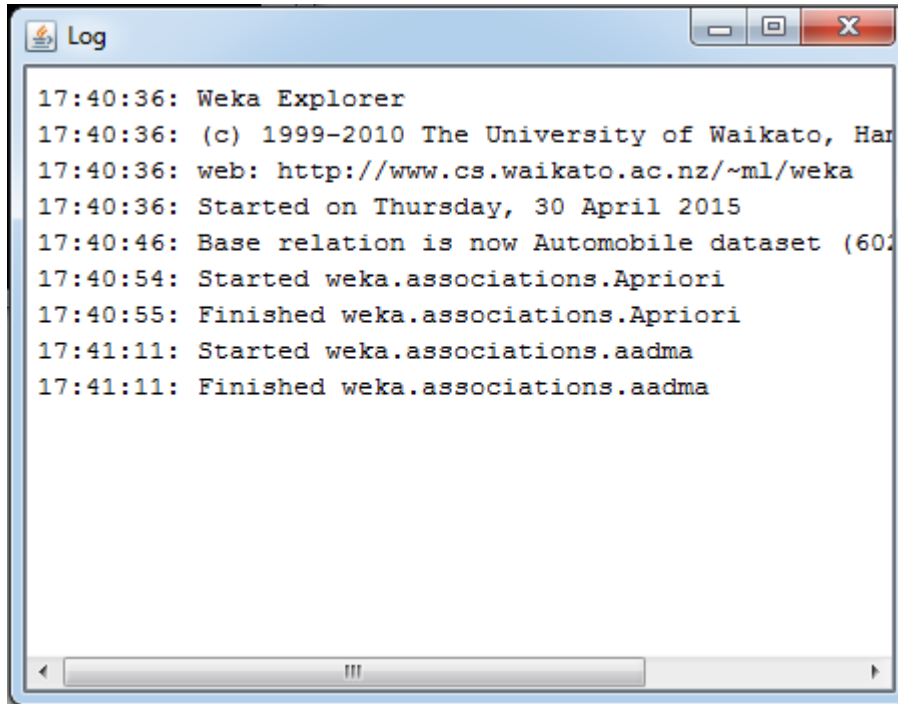 Log
17:40:36: Weka Explorer
17:40:36: (c) 1999-2010 The University of Waikato, Ham
17:40:36: web: http://www.cs.waikato.ac.nz/~ml/weka
17:40:36: Started on Thursday, 30 April 2015
17:40:46: Base relation is now Automobile dataset (602
17:40:54: Started weka.associations.Apriori
17:40:55: Finished weka.associations.Apriori
17:41:11: Started weka.associations.aadma
17:41:11: Finished weka.associations.aadma